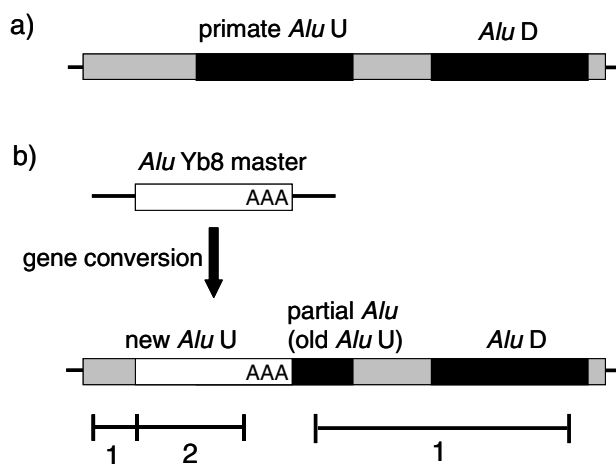 a)
primate Alu U
Alu D
b)
Alu Yb8 master
AAA
gene conversion
new Alu U
partial Alu
(old Alu U)
Alu D
AAA
1
2
1